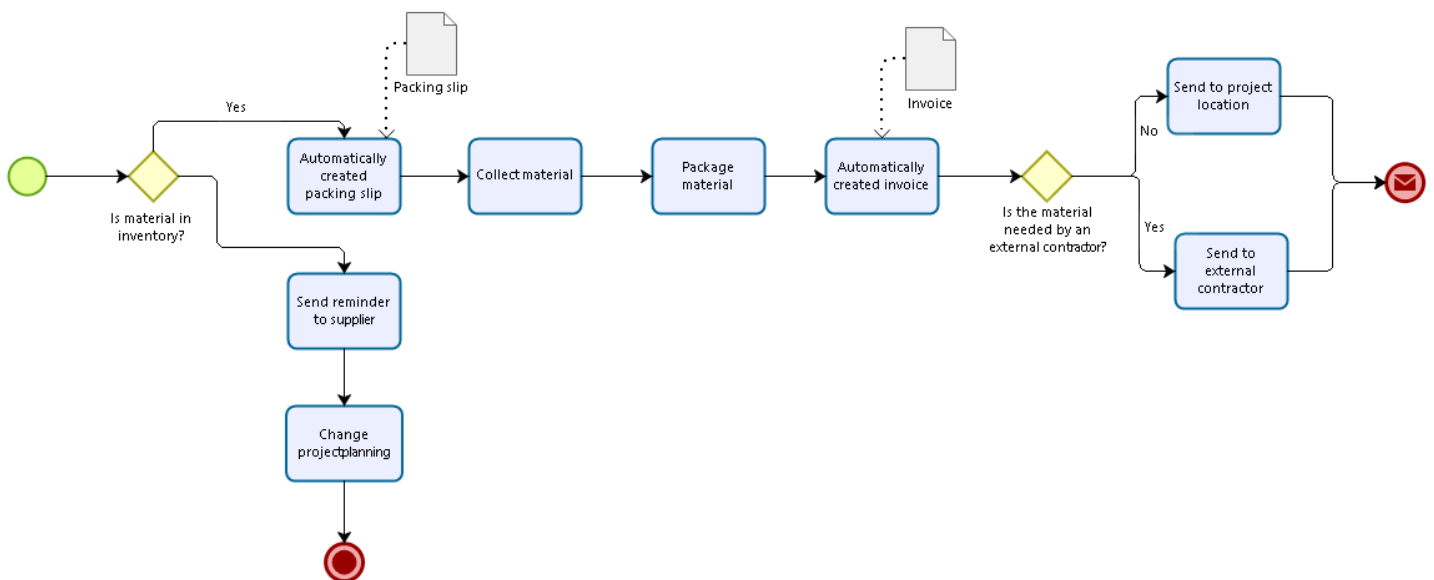 Packing slip
Invoice
Yes
Is material in
inventory?
Automatically
created
packing slip
Collect material
Package
material
Automatically
created invoice
Is the material
needed by an
external contractor?
No
Send to project
location
Yes
Send to
external
contractor
Send reminder
to supplier
Change
projectplanning